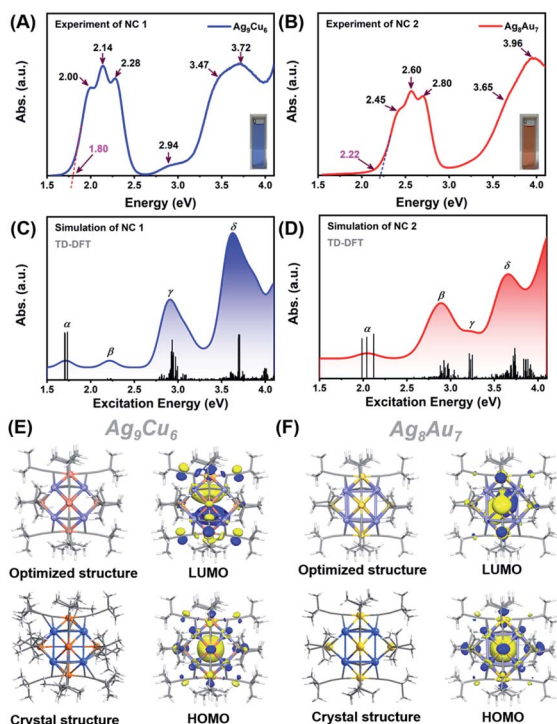 (A)
Experiment of NC 1
Ag₉Cu₆
2.14
2.00
2.28
3.47
3.72
2.94
1.80
Abs. (a.u.)
1.5 2.0 2.5 3.0 3.5 4.0
Energy (eV)
(B)
Experiment of NC 2
Ag₈Au₇
3.96
2.60
2.45
2.80
3.65
2.22
Abs. (a.u.)
1.5 2.0 2.5 3.0 3.5 4.0
Energy (eV)
(C)
Simulation of NC 1
TD-DFT
δ
γ
α
β
Abs. (a.u.)
1.5 2.0 2.5 3.0 3.5 4.0
Excitation Energy (eV)
(D)
Simulation of NC 2
TD-DFT
δ
β
γ
α
Abs. (a.u.)
1.5 2.0 2.5 3.0 3.5 4.0
Excitation Energy (eV)
(E)
Ag₉Cu₆
Optimized structure
LUMO
Crystal structure
HOMO
(F)
Ag₈Au₇
Optimized structure
LUMO
Crystal structure
HOMO